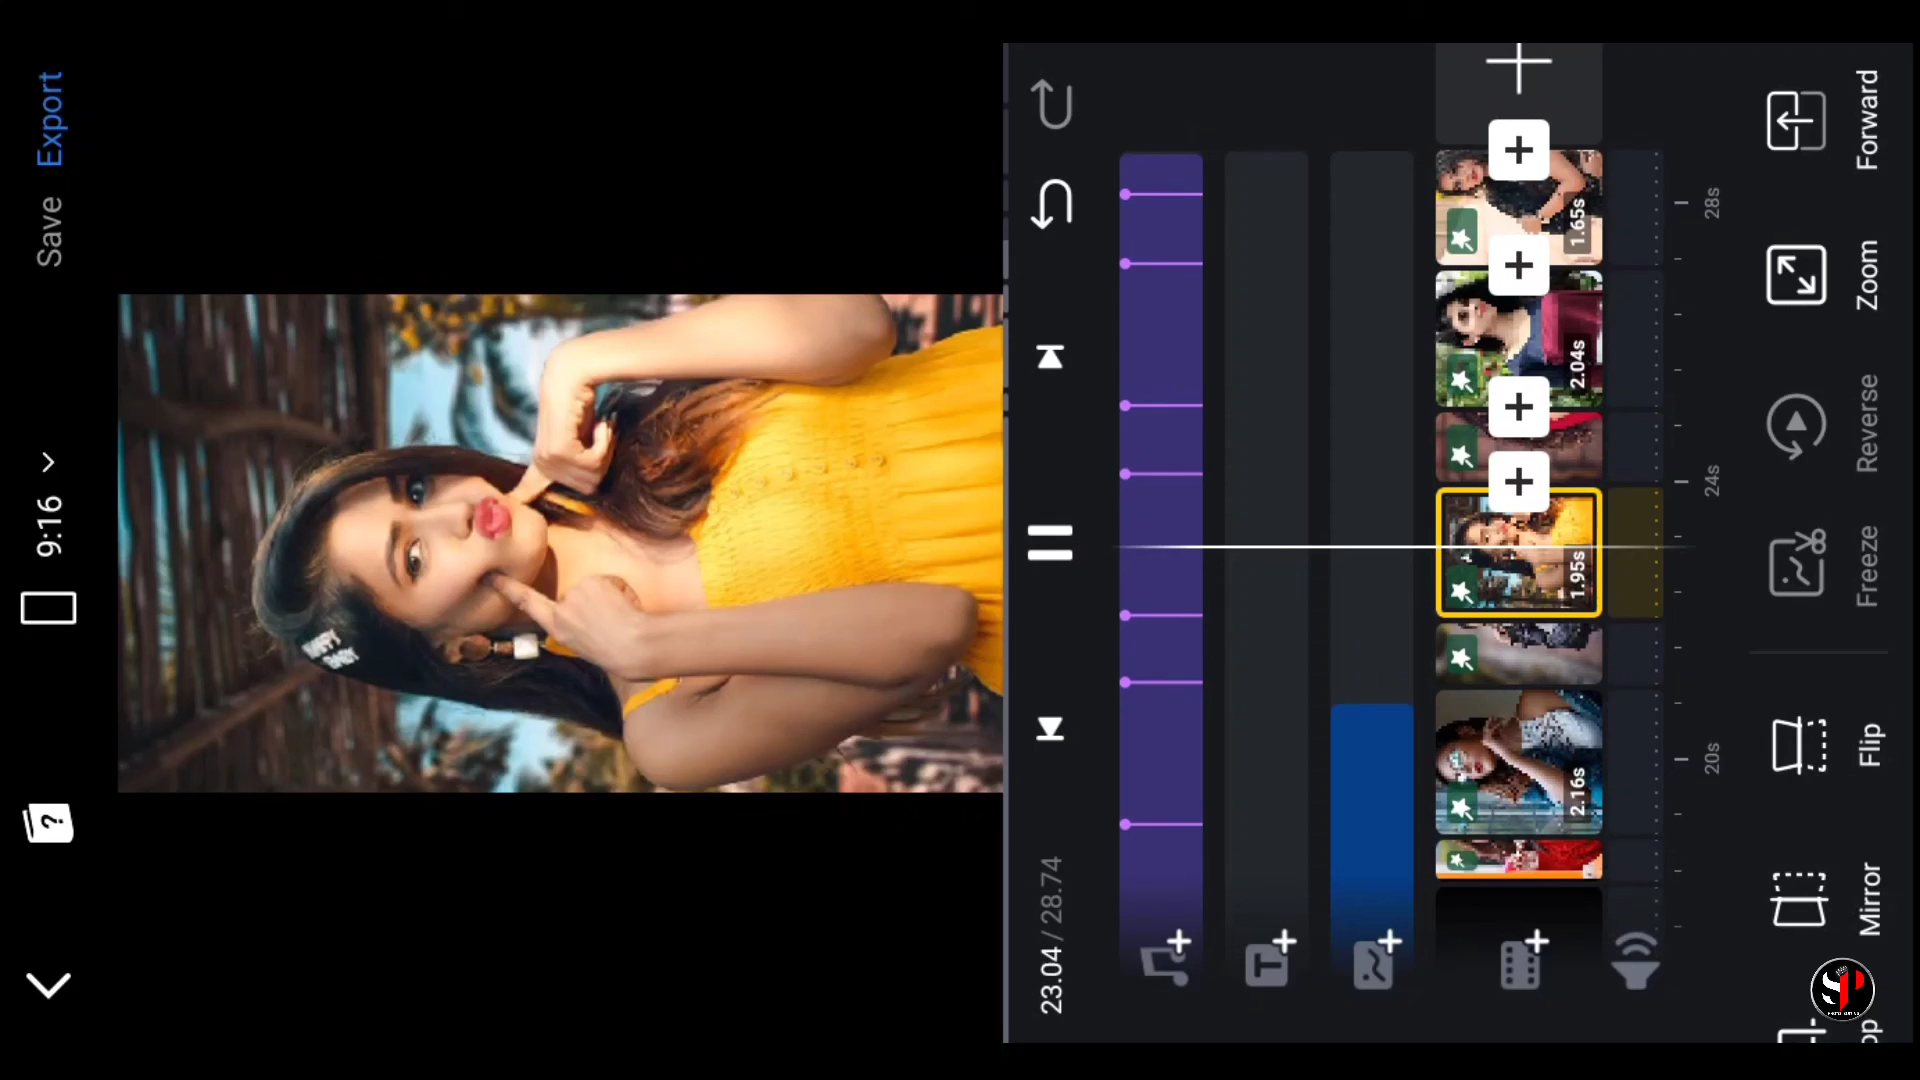 9:16
Save
Export
23.04 / 28.74
1.65s
2.04s
1.95s
2.16s
20s
24s
28s
Mirror
Flip
Freeze
Reverse
Zoom
Forward
SP